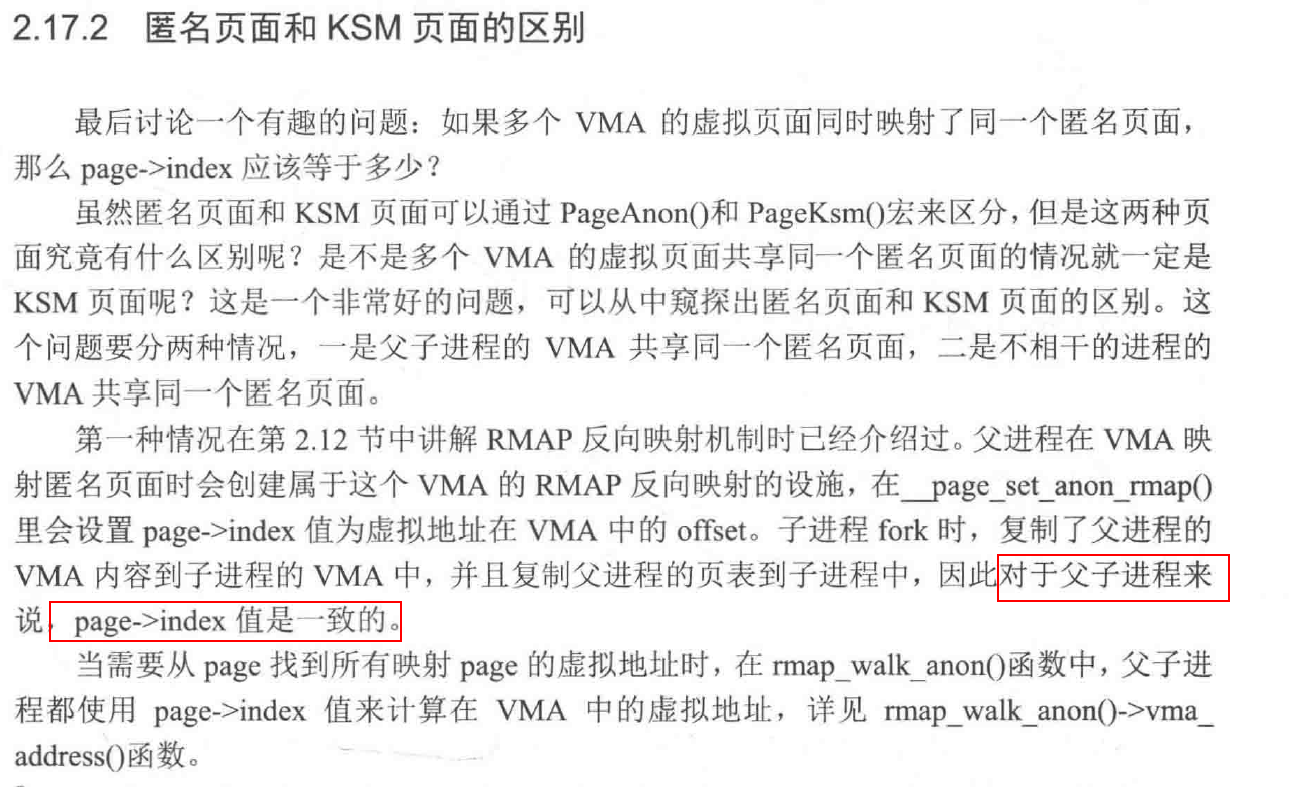 2.17.2 匿名页面和 KSM 页面的区别
最后讨论一个有趣的问题：如果多个 VMA 的虚拟页面同时映射了同一个匿名页面，
那么 page->index 应该等于多少？
虽然匿名页面和 KSM 页面可以通过 PageAnon()和 PageKsm()宏来区分，但是这两种页
面究竟有什么区别呢？是不是多个 VMA 的虚拟页面共享同一个匿名页面的情况就一定是
KSM 页面呢？这是一个非常好的问题，可以从中窥探出匿名页面和 KSM 页面的区别。这
个问题要分两种情况，一是父子进程的 VMA 共享同一个匿名页面，二是不相干的进程的
VMA 共享同一个匿名页面。
第一种情况在第 2.12 节中讲解 RMAP 反向映射机制时已经介绍过。父进程在 VMA 映
射匿名页面时会创建属于这个 VMA 的 RMAP 反向映射的设施，在__page_set_anon_rmap()
里会设置 page->index 值为虚拟地址在 VMA 中的 offset。子进程 fork 时，复制了父进程的
VMA 内容到子进程的 VMA 中，并且复制父进程的页表到子进程中，因此对于父子进程来
说，page->index 值是一致的。
当需要从 page 找到所有映射 page 的虚拟地址时，在 rmap_walk_anon()函数中，父子进
程都使用 page->index 值来计算在 VMA 中的虚拟地址，详见 rmap_walk_anon()->vma_
address()函数。